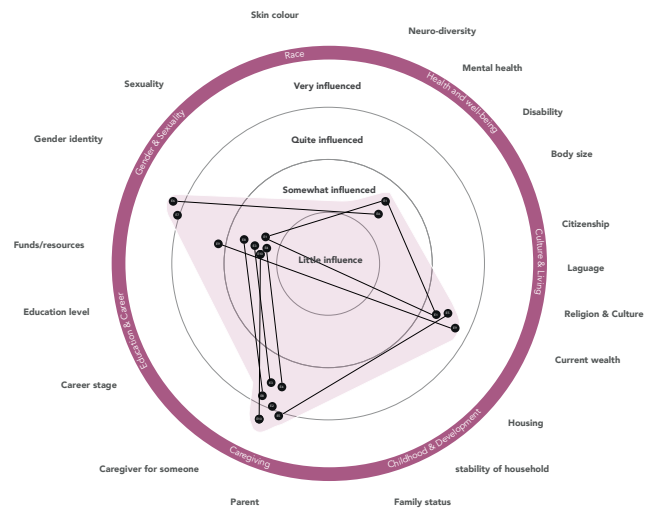 Skin colour
Neuro-diversity
Race
Mental health
Sexuality
Very influenced
Health and well-being
Disability
Gender identity
Gender & Sexuality
Quite influenced
Body size
Somewhat influenced
Citizenship
Funds/resources
Little influence
Culture & Living
Laguage
Education level
Religion & Culture
Education & Career
Current wealth
Career stage
Housing
Caregiver for someone
Caregiving
Childhood & Development
stability of household
Parent
Family status